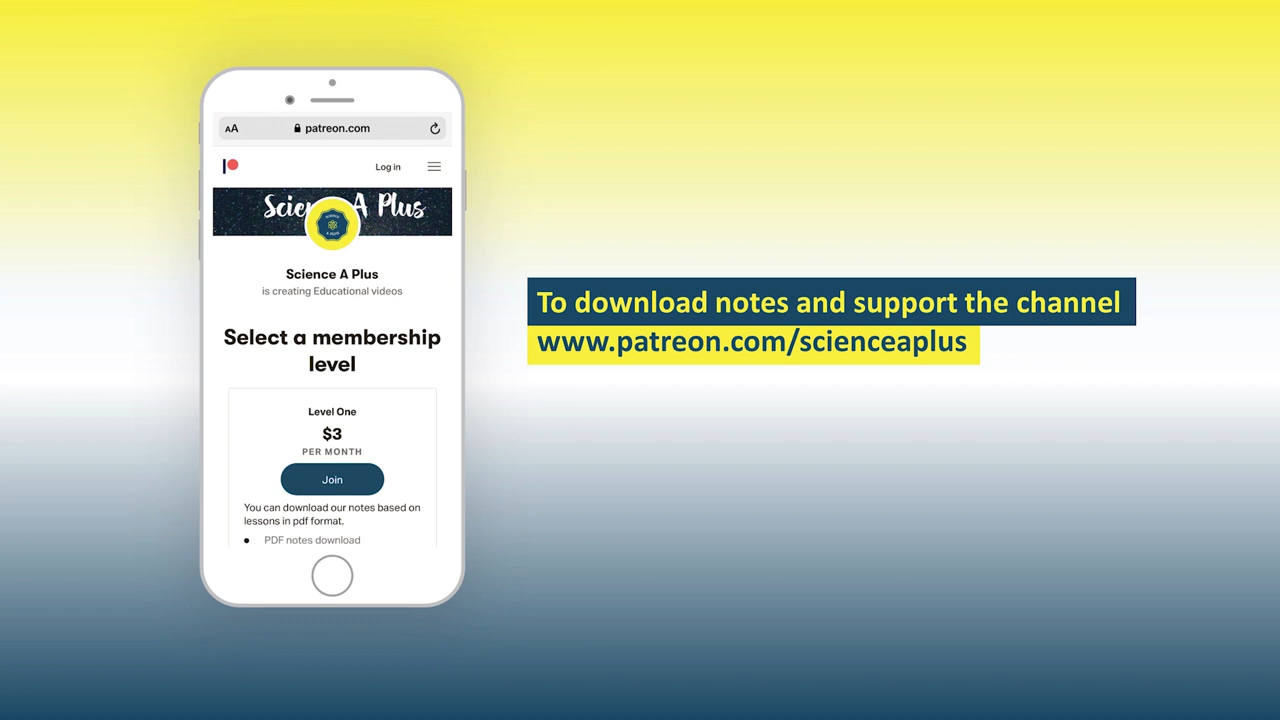 AA patreon.com
Log in
Science A Plus
SCIENCE
A PLUS
Science A Plus
is creating Educational videos
Select a membership
level
Level One
$3
PER MONTH
Join
You can download our notes based on
lessons in pdf format.
• PDF notes download
To download notes and support the channel
www.patreon.com/scienceaplus